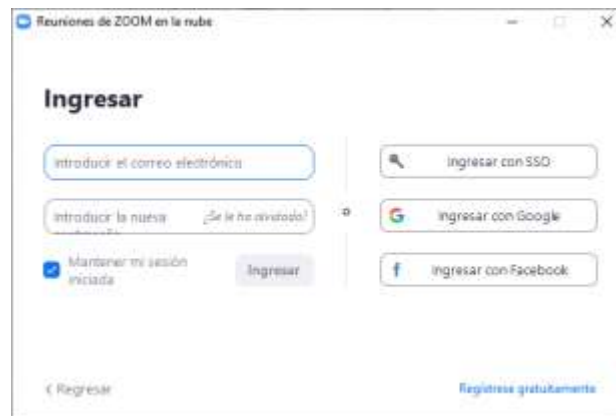 Reuniones de ZOOM en la nube
Ingresar
Introducir el correo electrónico
Introducir la nueva
¿Se le ha olvidado?
Mantener mi sesión
iniciada
Ingresar
o
Ingresar con SSO
Ingresar con Google
Ingresar con Facebook
< Regresar
Regístrese gratuitamente